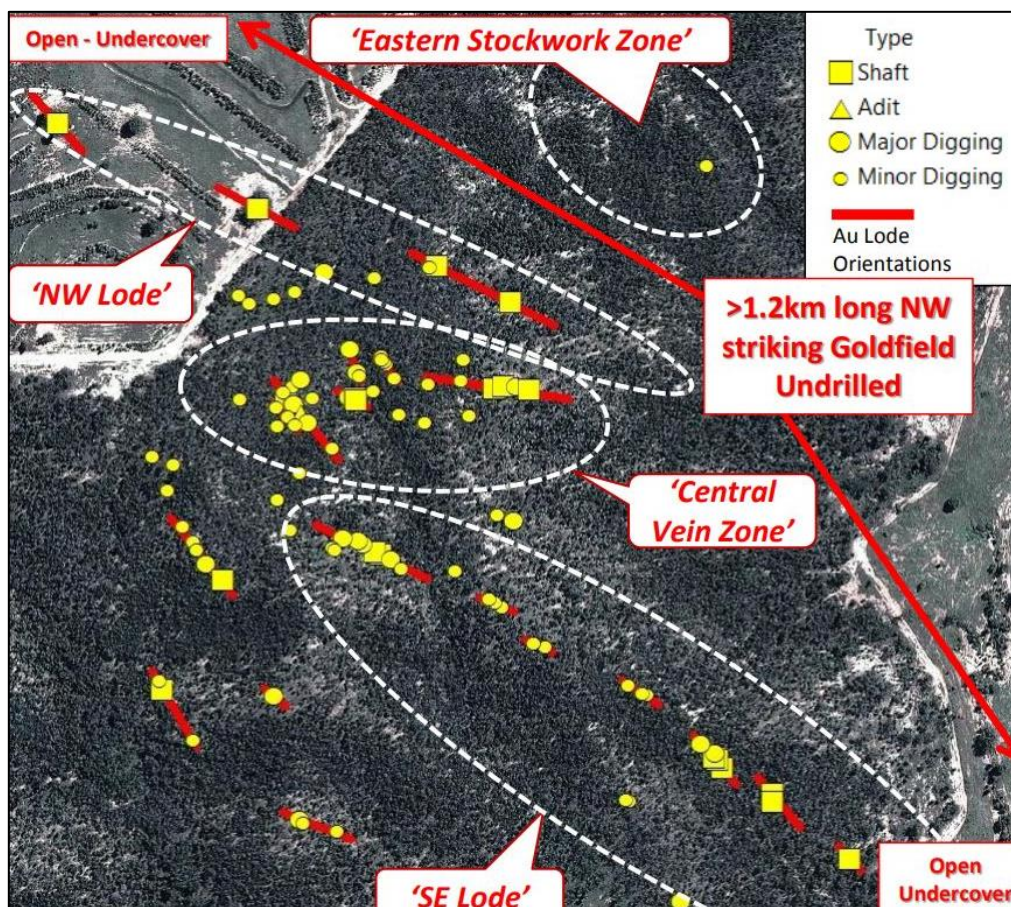 Open - Undercover
‘Eastern Stockwork Zone’
Type
Shaft
Adit
Major Digging
Minor Digging
Au Lode
Orientations
‘NW Lode’
>1.2km long NW
striking Goldfield
Undrilled
‘Central
Vein Zone’
‘SE Lode’
Open
Undercover